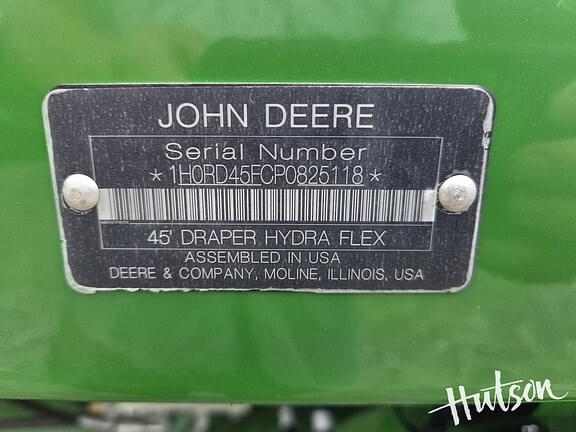 JOHN DEERE
Serial Number
*1H0RD45FCP0825118*
45' DRAPER HYDRA FLEX
ASSEMBLED IN USA
DEERE & COMPANY, MOLINE, ILLINOIS, USA
Hutson